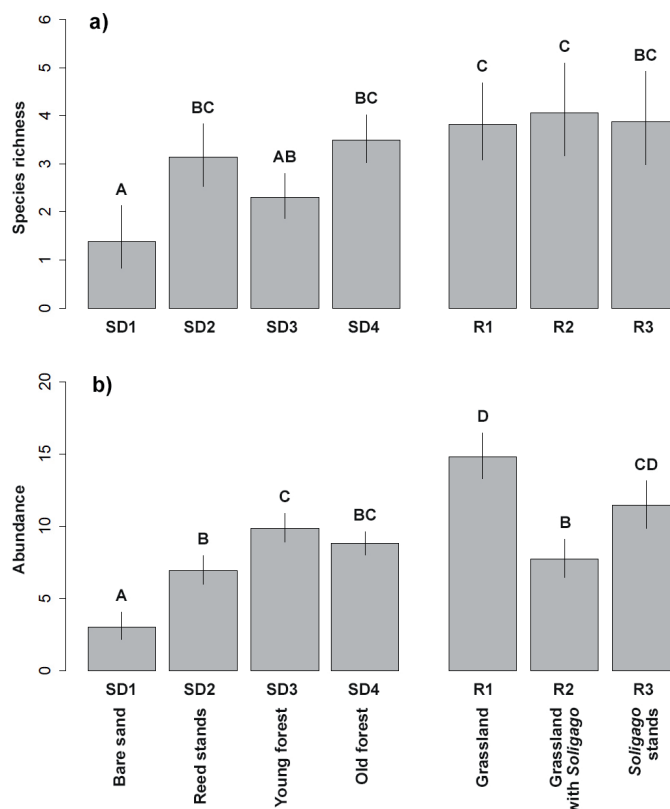 a)
Species richness
6
5
4
3
2
1
0
A
BC
AB
BC
C
C
BC
SD1 SD2 SD3 SD4 R1 R2 R3
b)
Abundance
20
15
10
5
0
A
B
C
BC
D
B
CD
SD1 SD2 SD3 SD4 R1 R2 R3
Bare sand
Reed stands
Young forest
Old forest
Grassland
Grassland
with Soligago
Soligago
stands